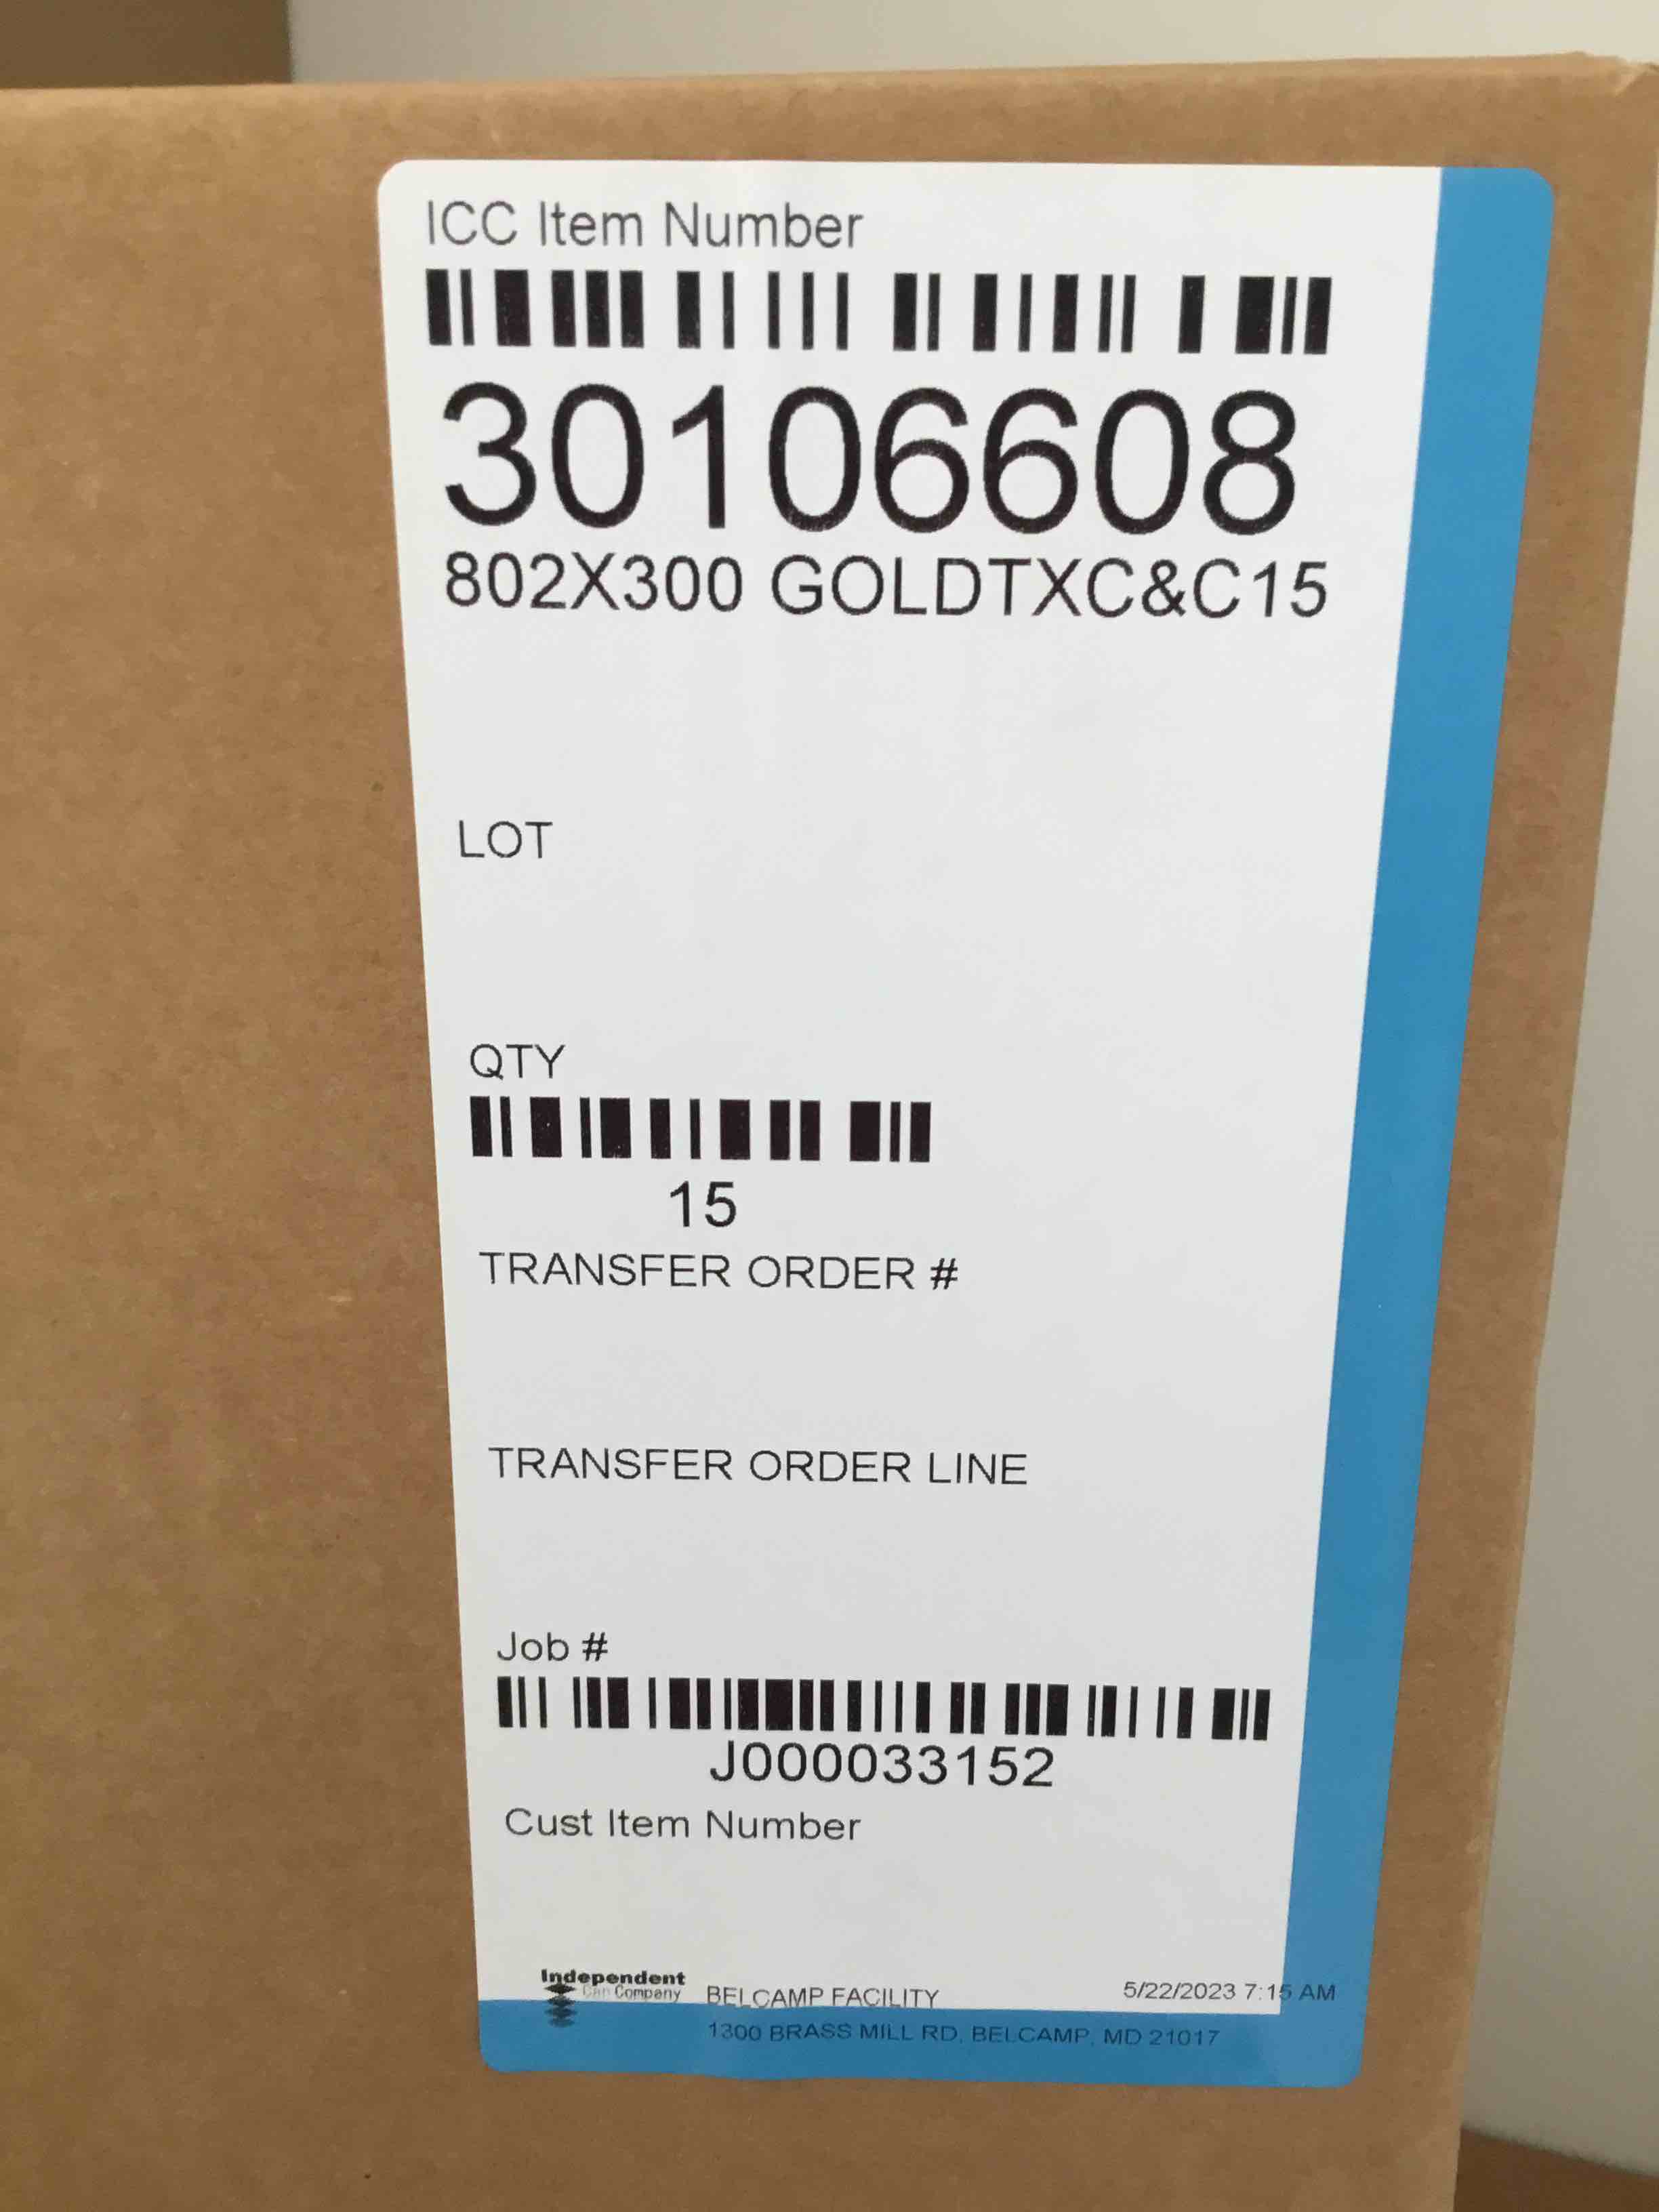 ICC Item Number
30106608
802X300 GOLDTXC&C15
LOT
QTY
15
TRANSFER ORDER #
TRANSFER ORDER LINE
Job #
J000033152
Cust Item Number
Independent
Can Company
BELCAMP FACILITY
5/22/2023 7:15 AM
1300 BRASS MILL RD, BELCAMP, MD 21017